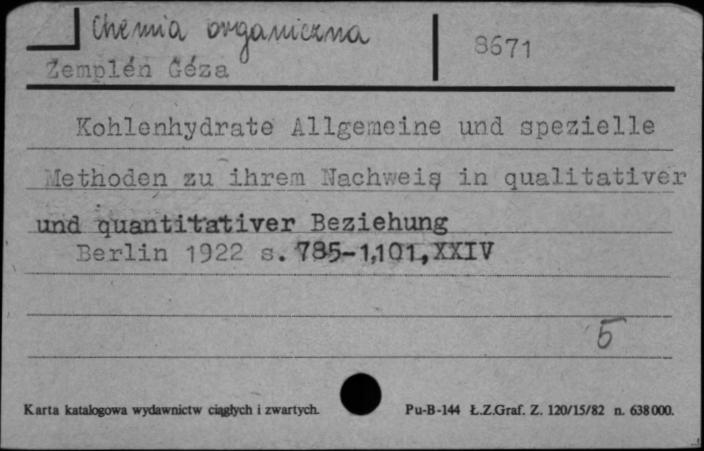 Chemia organiczna
8671
Zemplén Géza
Kohlenhydrate Allgemeine und spezielle
Methoden zu ihrem Nachweis in qualitativer
und quantitativer Beziehung
Berlin 1922 s. 785-1,101,XXIV
5
Karta katalogowa wydawnictw ciągłych i zwartych. Pu-B-144 Ł.Z.Graf. Z. 120/15/82 n. 638000.